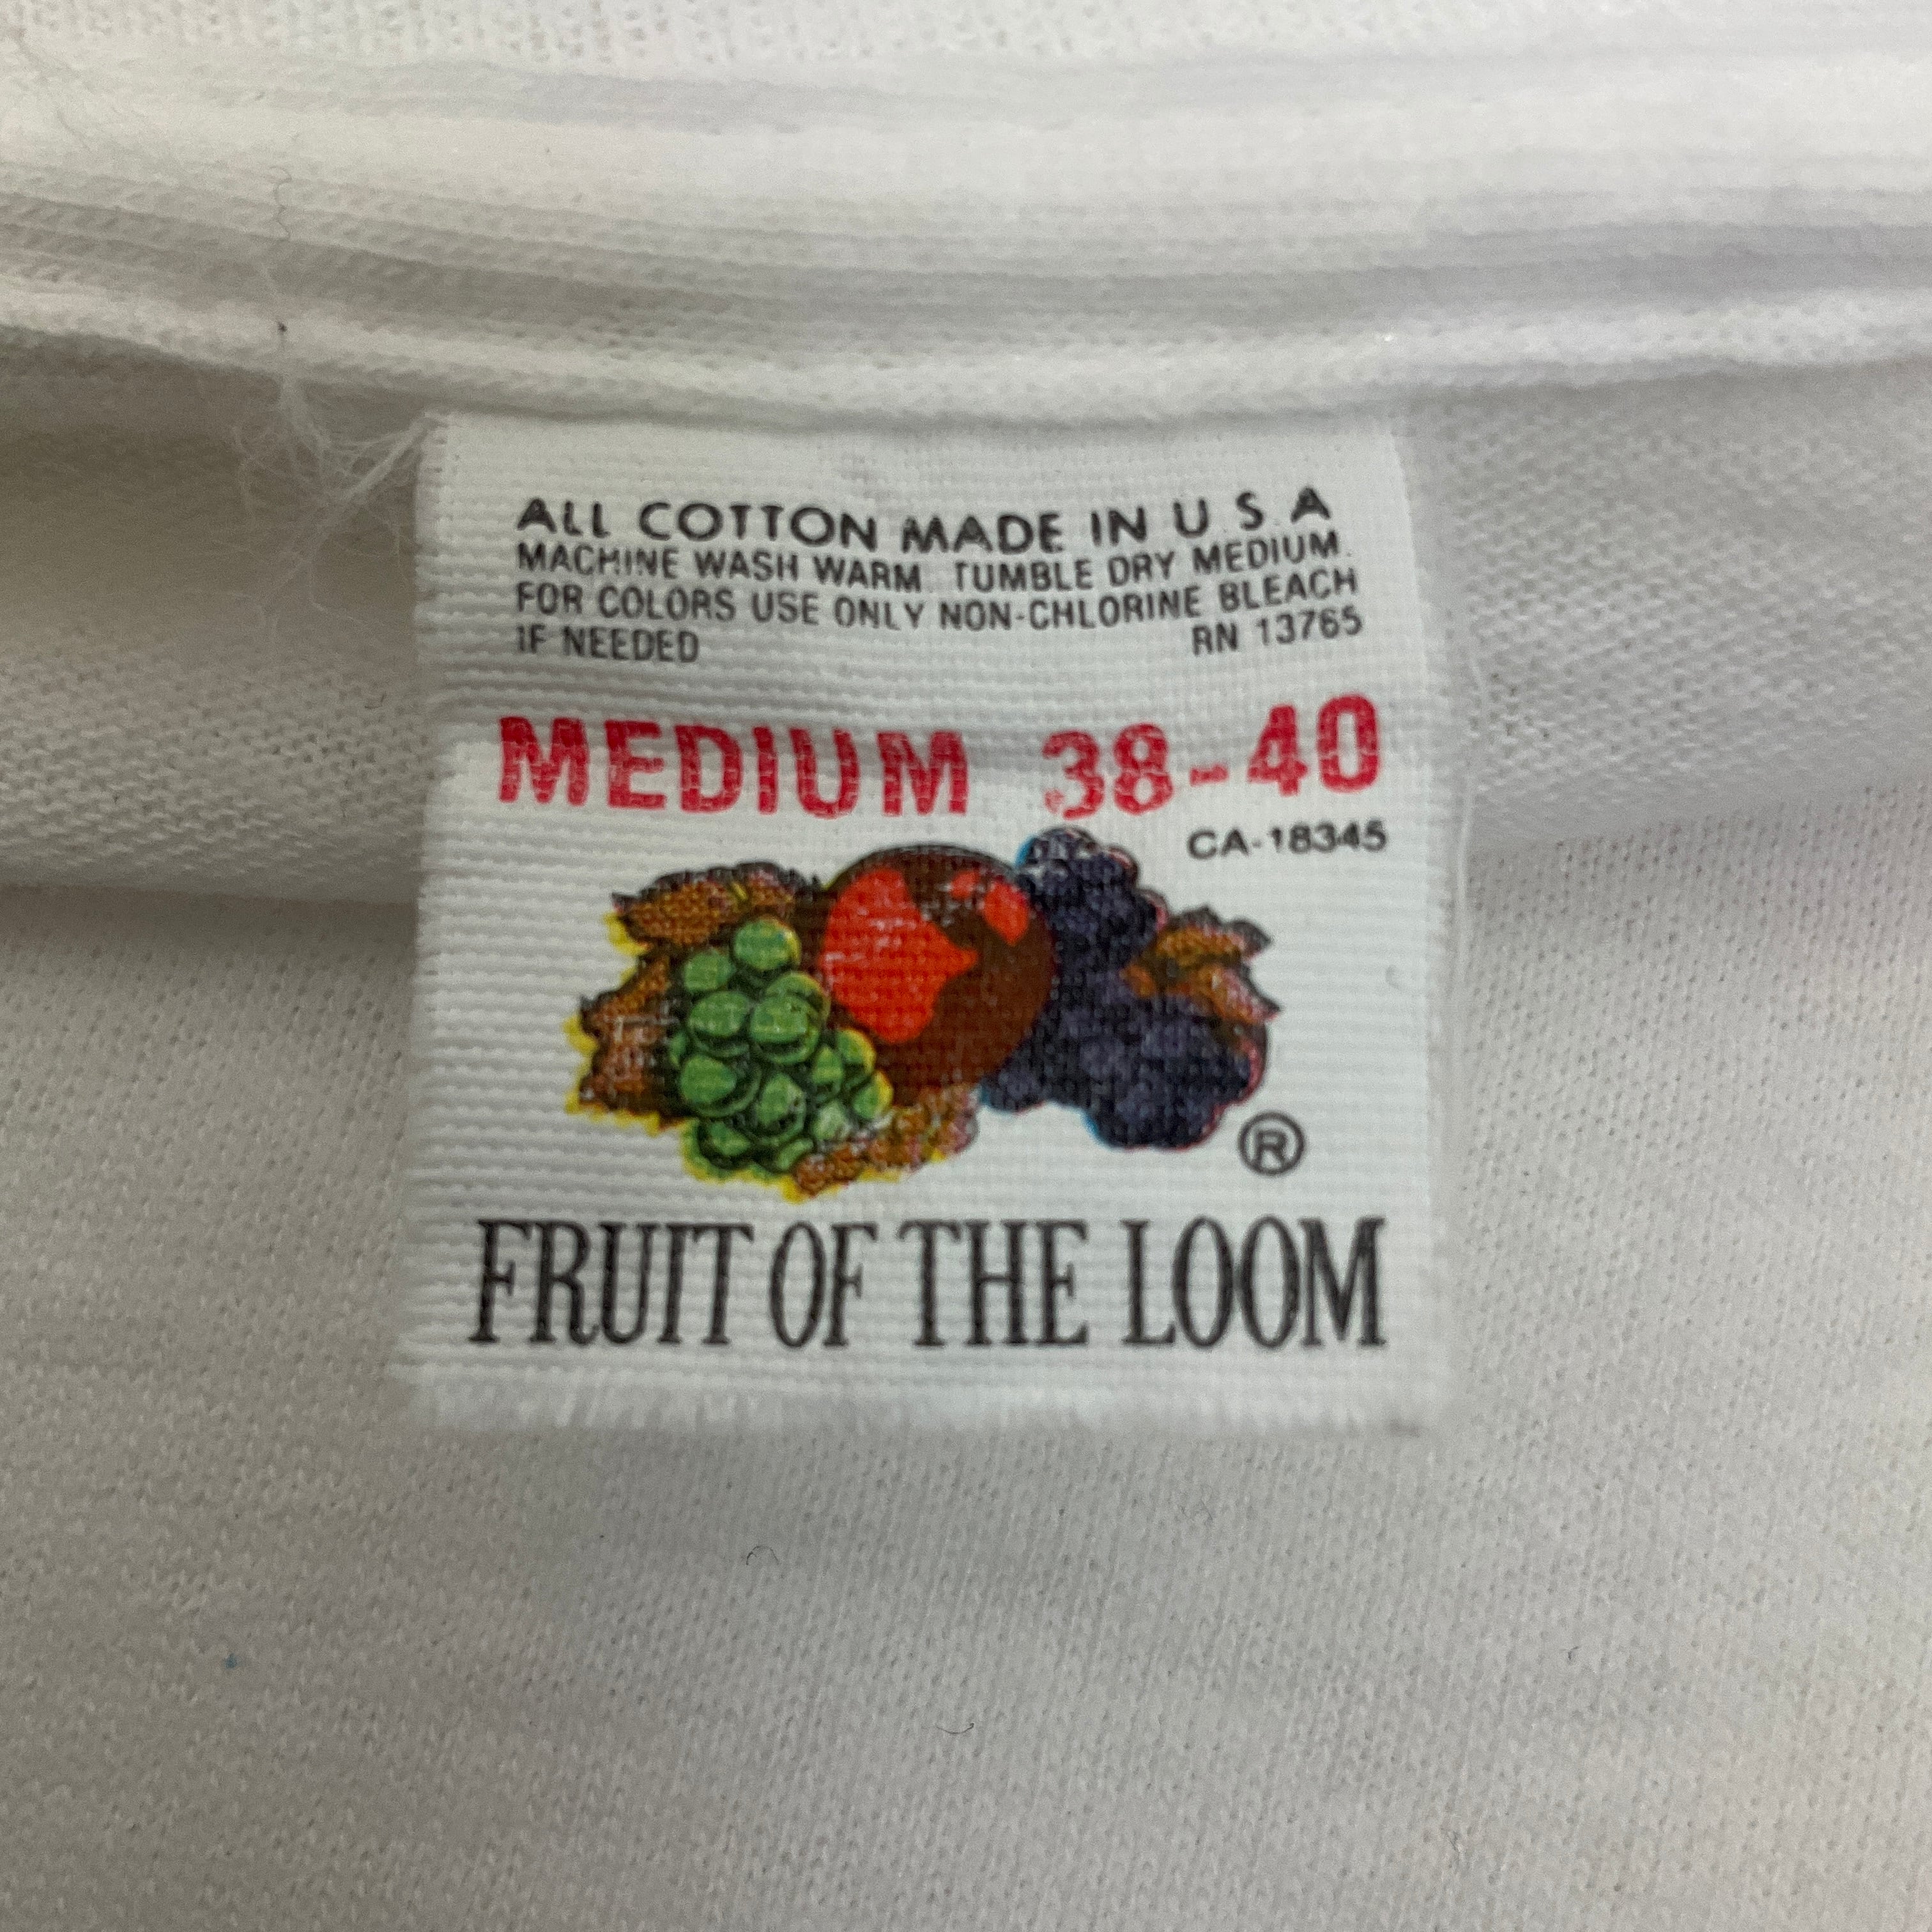 ALL COTTON MADE IN U.S.A
MACHINE WASH WARM. TUMBLE DRY MEDIUM.
FOR COLORS USE ONLY NON-CHLORINE BLEACH
IF NEEDED RN 13765
MEDIUM 38-40
CA-18345
®
FRUIT OF THE LOOM